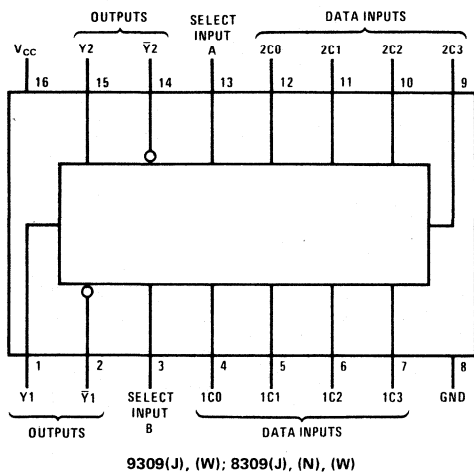 OUTPUTS
SELECT INPUT A
DATA INPUTS
VCC Y2 Y̅2 2C0 2C1 2C2 2C3
16 15 14 13 12 11 10 9
1 2 3 4 5 6 7 8
Y1 Y̅1 SELECT INPUT B 1C0 1C1 1C2 1C3 GND
OUTPUTS DATA INPUTS
9309(J), (W); 8309(J), (N), (W)